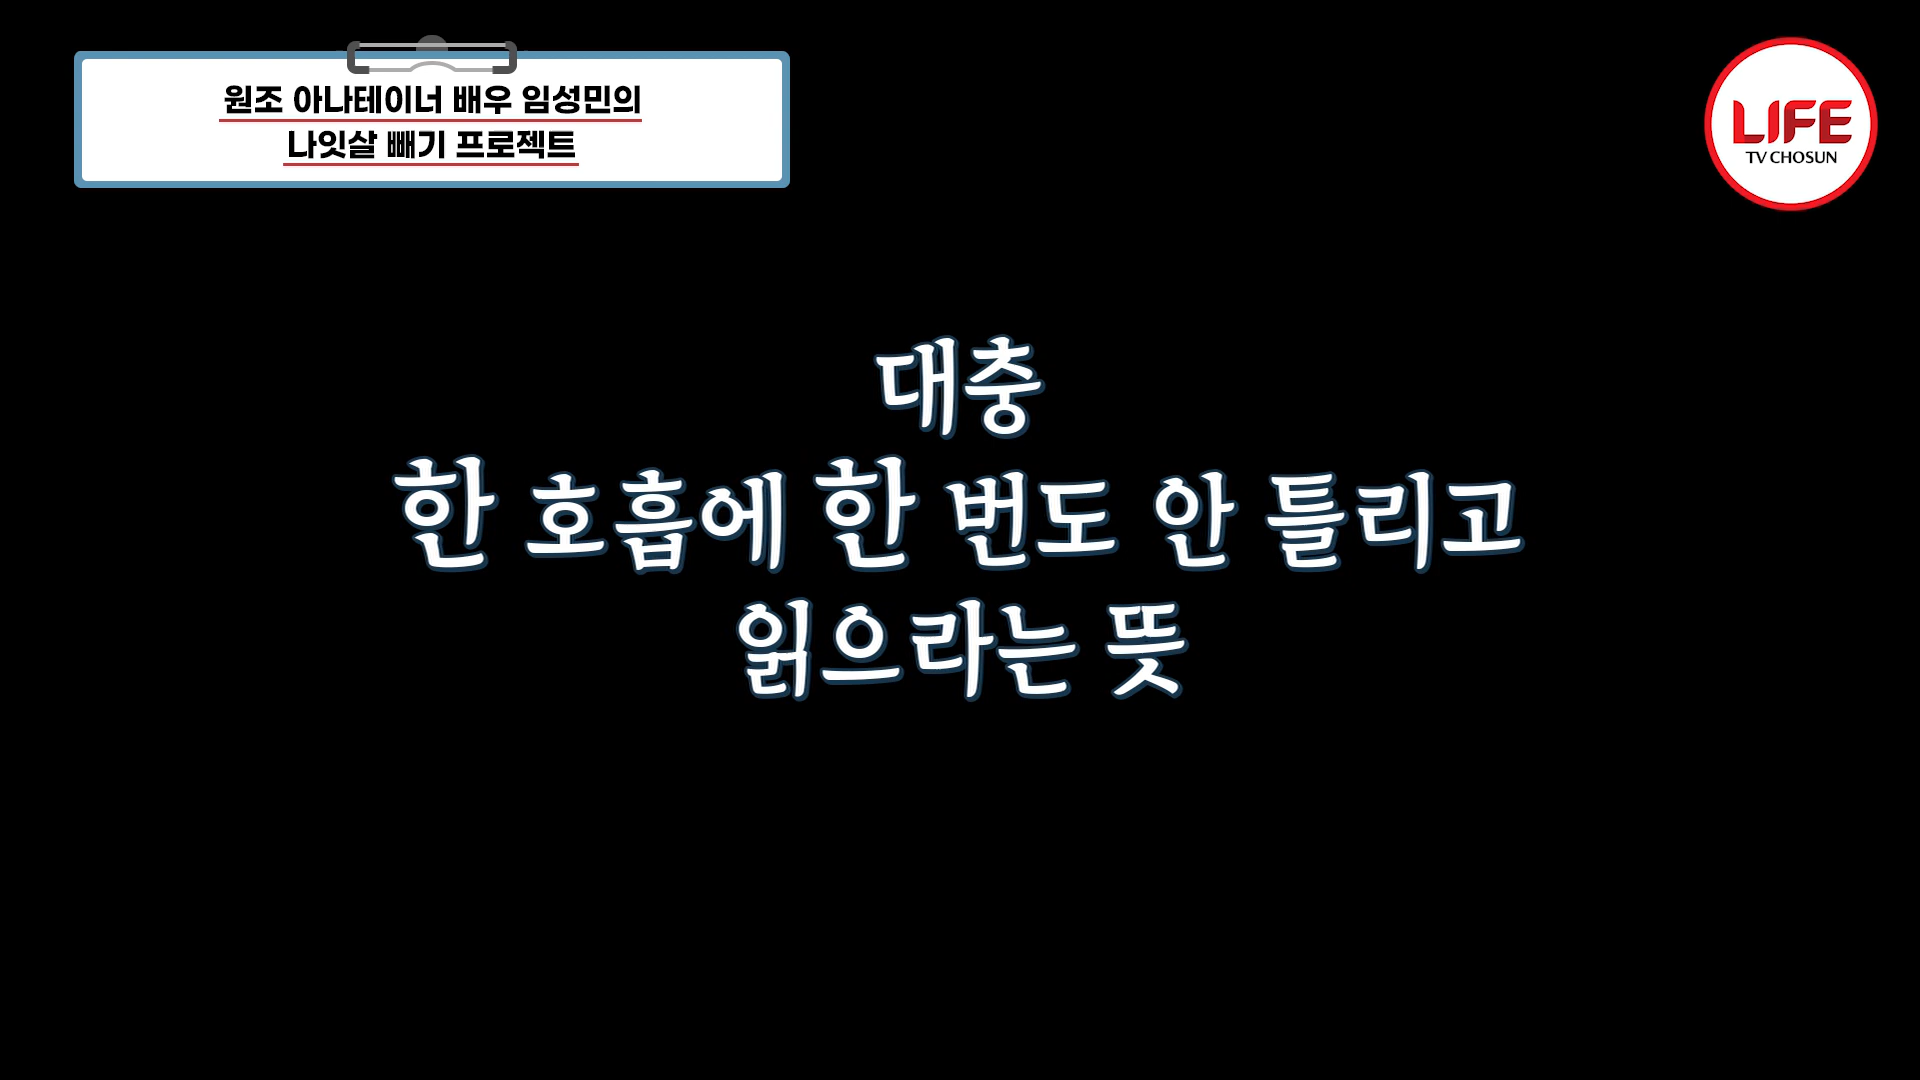 원조 아나테이너 배우 임성민의
나잇살 빼기 프로젝트
LIFE
TV CHOSUN
대충
한 호흡에 한 번도 안 틀리고
읽으라는 뜻